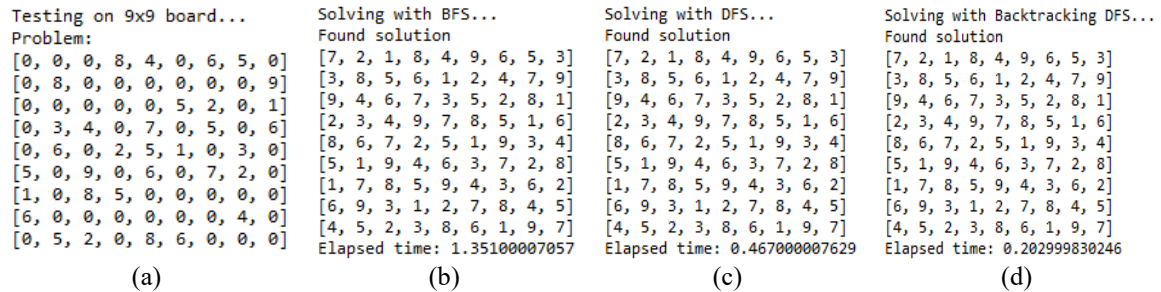 Testing on 9x9 board...
Problem:
[0, 0, 0, 8, 4, 0, 6, 5, 0]
[0, 8, 0, 0, 0, 0, 0, 0, 9]
[0, 0, 0, 0, 0, 5, 2, 0, 1]
[0, 3, 4, 0, 7, 0, 5, 0, 6]
[0, 6, 0, 2, 5, 1, 0, 3, 0]
[5, 0, 9, 0, 6, 0, 7, 2, 0]
[1, 0, 8, 5, 0, 0, 0, 0, 0]
[6, 0, 0, 0, 0, 0, 0, 4, 0]
[0, 5, 2, 0, 8, 6, 0, 0, 0]
(a)
Solving with BFS...
Found solution
[7, 2, 1, 8, 4, 9, 6, 5, 3]
[3, 8, 5, 6, 1, 2, 4, 7, 9]
[9, 4, 6, 7, 3, 5, 2, 8, 1]
[2, 3, 4, 9, 7, 8, 5, 1, 6]
[8, 6, 7, 2, 5, 1, 9, 3, 4]
[5, 1, 9, 4, 6, 3, 7, 2, 8]
[1, 7, 8, 5, 9, 4, 3, 6, 2]
[6, 9, 3, 1, 2, 7, 8, 4, 5]
[4, 5, 2, 3, 8, 6, 1, 9, 7]
Elapsed time: 1.35100007057
(b)
Solving with DFS...
Found solution
[7, 2, 1, 8, 4, 9, 6, 5, 3]
[3, 8, 5, 6, 1, 2, 4, 7, 9]
[9, 4, 6, 7, 3, 5, 2, 8, 1]
[2, 3, 4, 9, 7, 8, 5, 1, 6]
[8, 6, 7, 2, 5, 1, 9, 3, 4]
[5, 1, 9, 4, 6, 3, 7, 2, 8]
[1, 7, 8, 5, 9, 4, 3, 6, 2]
[6, 9, 3, 1, 2, 7, 8, 4, 5]
[4, 5, 2, 3, 8, 6, 1, 9, 7]
Elapsed time: 0.467000007629
(c)
Solving with Backtracking DFS...
Found solution
[7, 2, 1, 8, 4, 9, 6, 5, 3]
[3, 8, 5, 6, 1, 2, 4, 7, 9]
[9, 4, 6, 7, 3, 5, 2, 8, 1]
[2, 3, 4, 9, 7, 8, 5, 1, 6]
[8, 6, 7, 2, 5, 1, 9, 3, 4]
[5, 1, 9, 4, 6, 3, 7, 2, 8]
[1, 7, 8, 5, 9, 4, 3, 6, 2]
[6, 9, 3, 1, 2, 7, 8, 4, 5]
[4, 5, 2, 3, 8, 6, 1, 9, 7]
Elapsed time: 0.202999830246
(d)